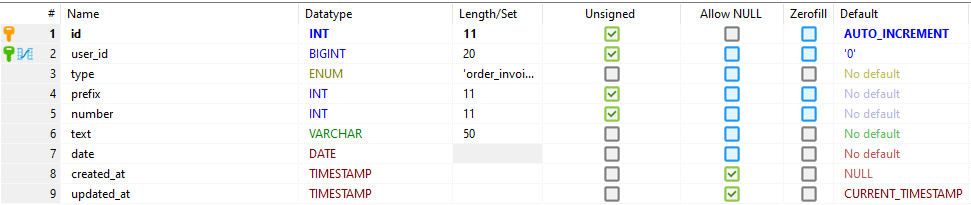 # Name Datatype Length/Set Unsigned Allow NULL Zerofill Default
1 id INT 11 AUTO_INCREMENT
2 user_id BIGINT 20 '0'
3 type ENUM 'order_invoi... No default
4 prefix INT 11 No default
5 number INT 11 No default
6 text VARCHAR 50 No default
7 date DATE No default
8 created_at TIMESTAMP NULL
9 updated_at TIMESTAMP CURRENT_TIMESTAMP